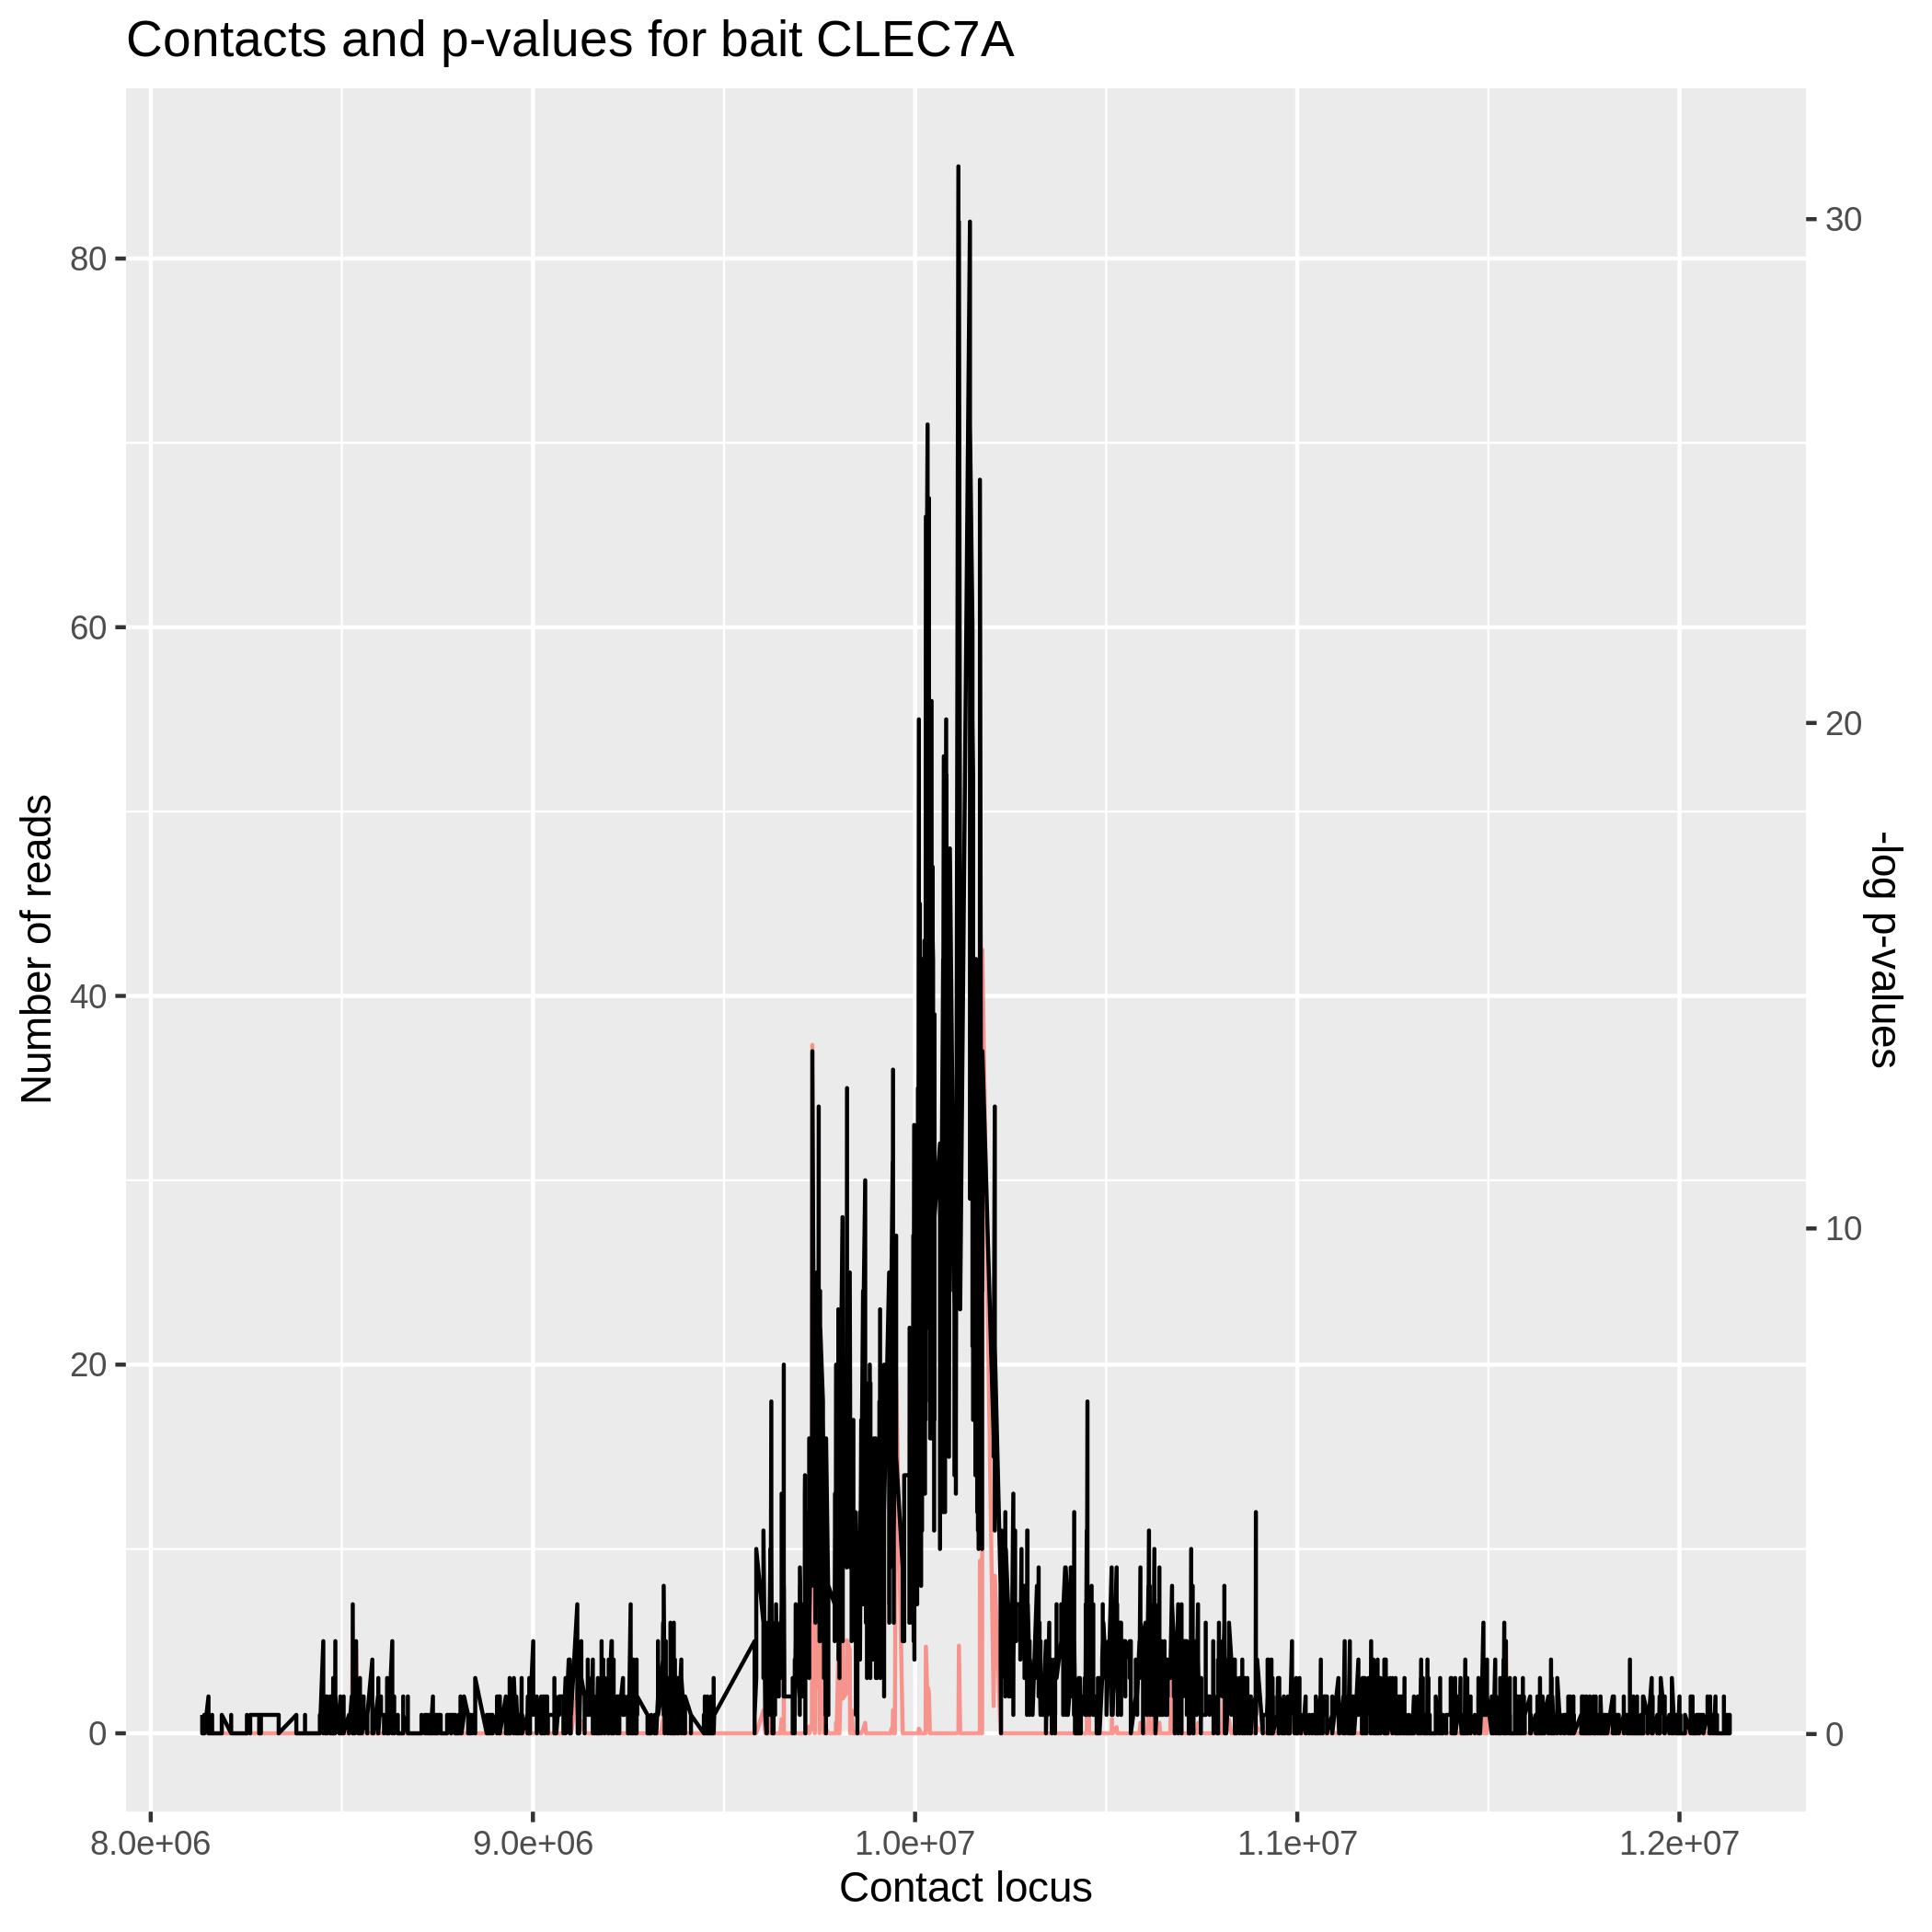 Contacts and p-values for bait CLEC7A
80
60
40
20
0
30
20
10
0
Number of reads
-log p-values
8.0e+06
9.0e+06
1.0e+07
1.1e+07
1.2e+07
Contact locus